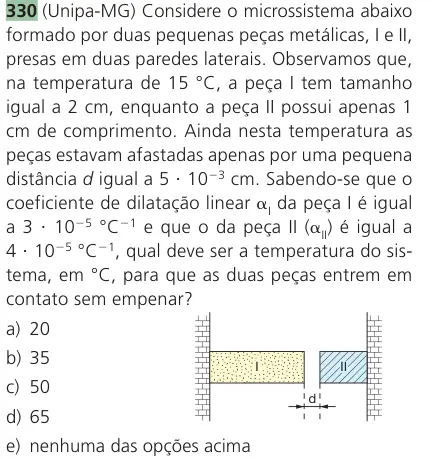 330 (Unipa-MG) Considere o microssistema abaixo
formado por duas pequenas peças metálicas, I e II,
presas em duas paredes laterais. Observamos que,
na temperatura de 15 °C, a peça I tem tamanho
igual a 2 cm, enquanto a peça II possui apenas 1
cm de comprimento. Ainda nesta temperatura as
peças estavam afastadas apenas por uma pequena
distância d igual a 5 · 10⁻³ cm. Sabendo-se que o
coeficiente de dilatação linear αI da peça I é igual
a 3 · 10⁻⁵ °C⁻¹ e que o da peça II (αII) é igual a
4 · 10⁻⁵ °C⁻¹, qual deve ser a temperatura do sis-
tema, em °C, para que as duas peças entrem em
contato sem empenar?
a) 20
b) 35
c) 50
d) 65
e) nenhuma das opções acima
I
II
d